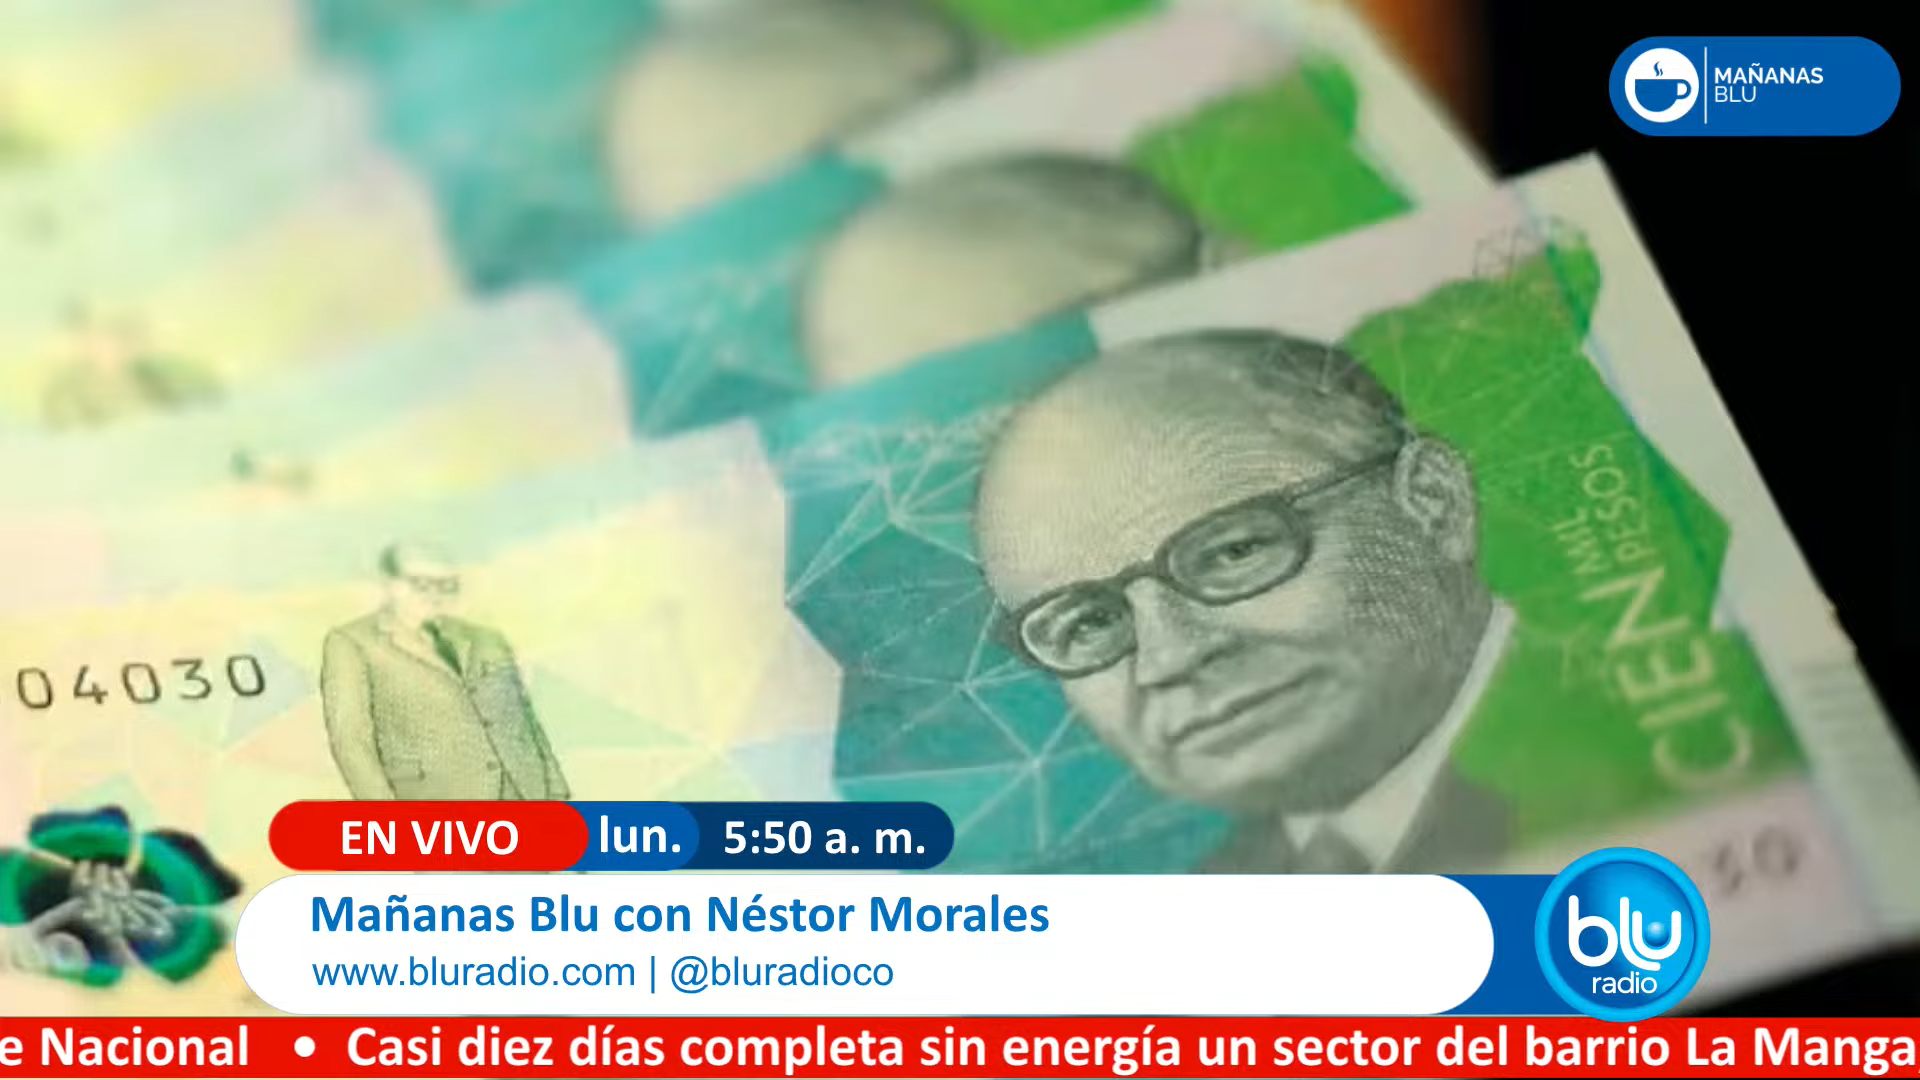 MAÑANAS
BLU
MIL
PESOS
CIEN
04030
EN VIVO lun. 5:50 a. m.
Mañanas Blu con Néstor Morales
www.bluradio.com | @bluradioco
blu
radio
e Nacional • Casi diez días completa sin energía un sector del barrio La Manga,